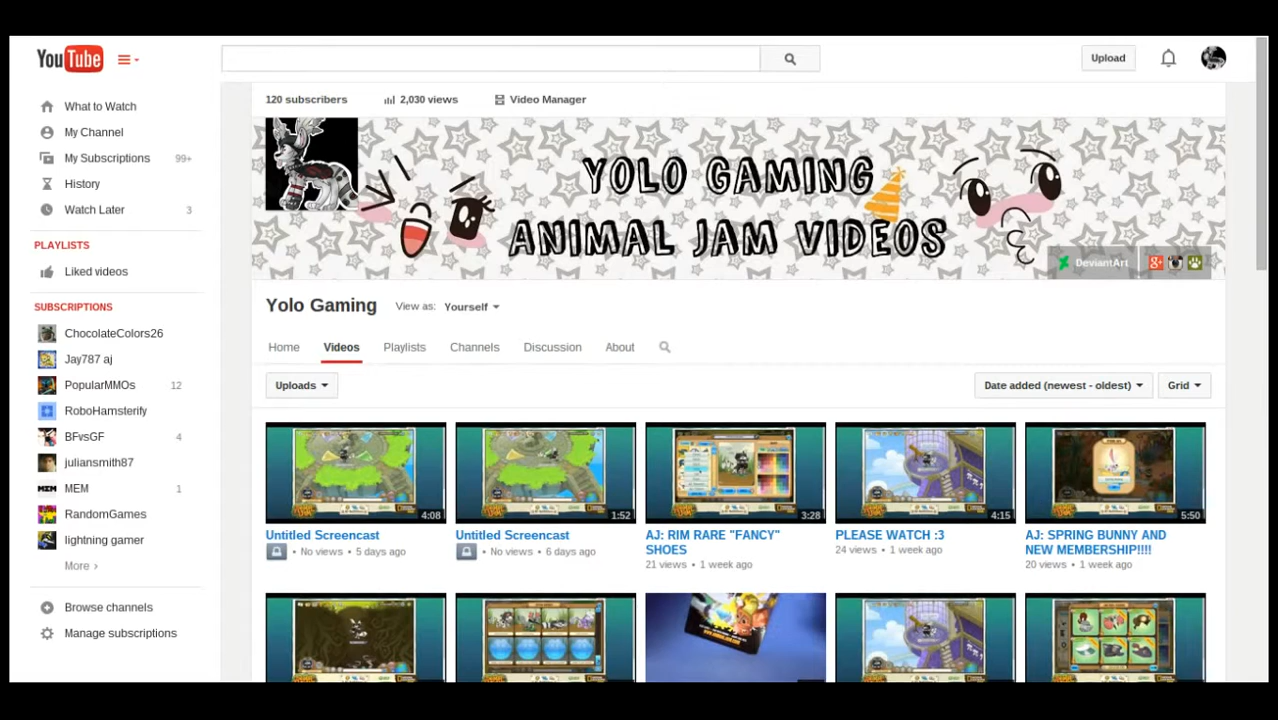 YouTube
Upload
What to Watch
My Channel
My Subscriptions 99+
History
Watch Later 3
PLAYLISTS
Liked videos
SUBSCRIPTIONS
ChocolateColors26
Jay787 aj
PopularMMOs 12
RoboHamsterify
BFvsGF 4
juliansmith87
MEM 1
RandomGames
lightning gamer
More ›
Browse channels
Manage subscriptions
120 subscribers 2,030 views Video Manager
YOLO GAMING
ANIMAL JAM VIDEOS
DeviantArt
Yolo Gaming View as: Yourself
Home Videos Playlists Channels Discussion About
Uploads Date added (newest - oldest) Grid
4:08 1:52 3:28 4:15 5:50
Untitled Screencast
No views • 5 days ago
Untitled Screencast
No views • 6 days ago
AJ: RIM RARE "FANCY"
SHOES
21 views • 1 week ago
PLEASE WATCH :3
24 views • 1 week ago
AJ: SPRING BUNNY AND
NEW MEMBERSHIP!!!!
20 views • 1 week ago